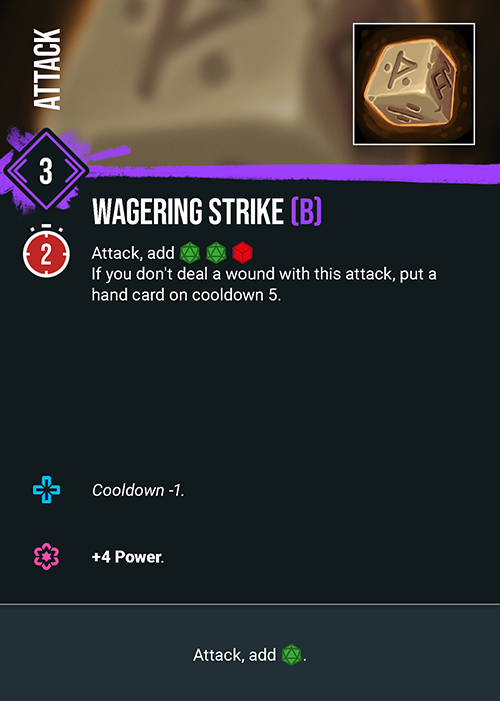 ATTACK
3
WAGERING STRIKE (B)
2
Attack, add
If you don't deal a wound with this attack, put a
hand card on cooldown 5.
Cooldown -1.
+4 Power.
Attack, add .